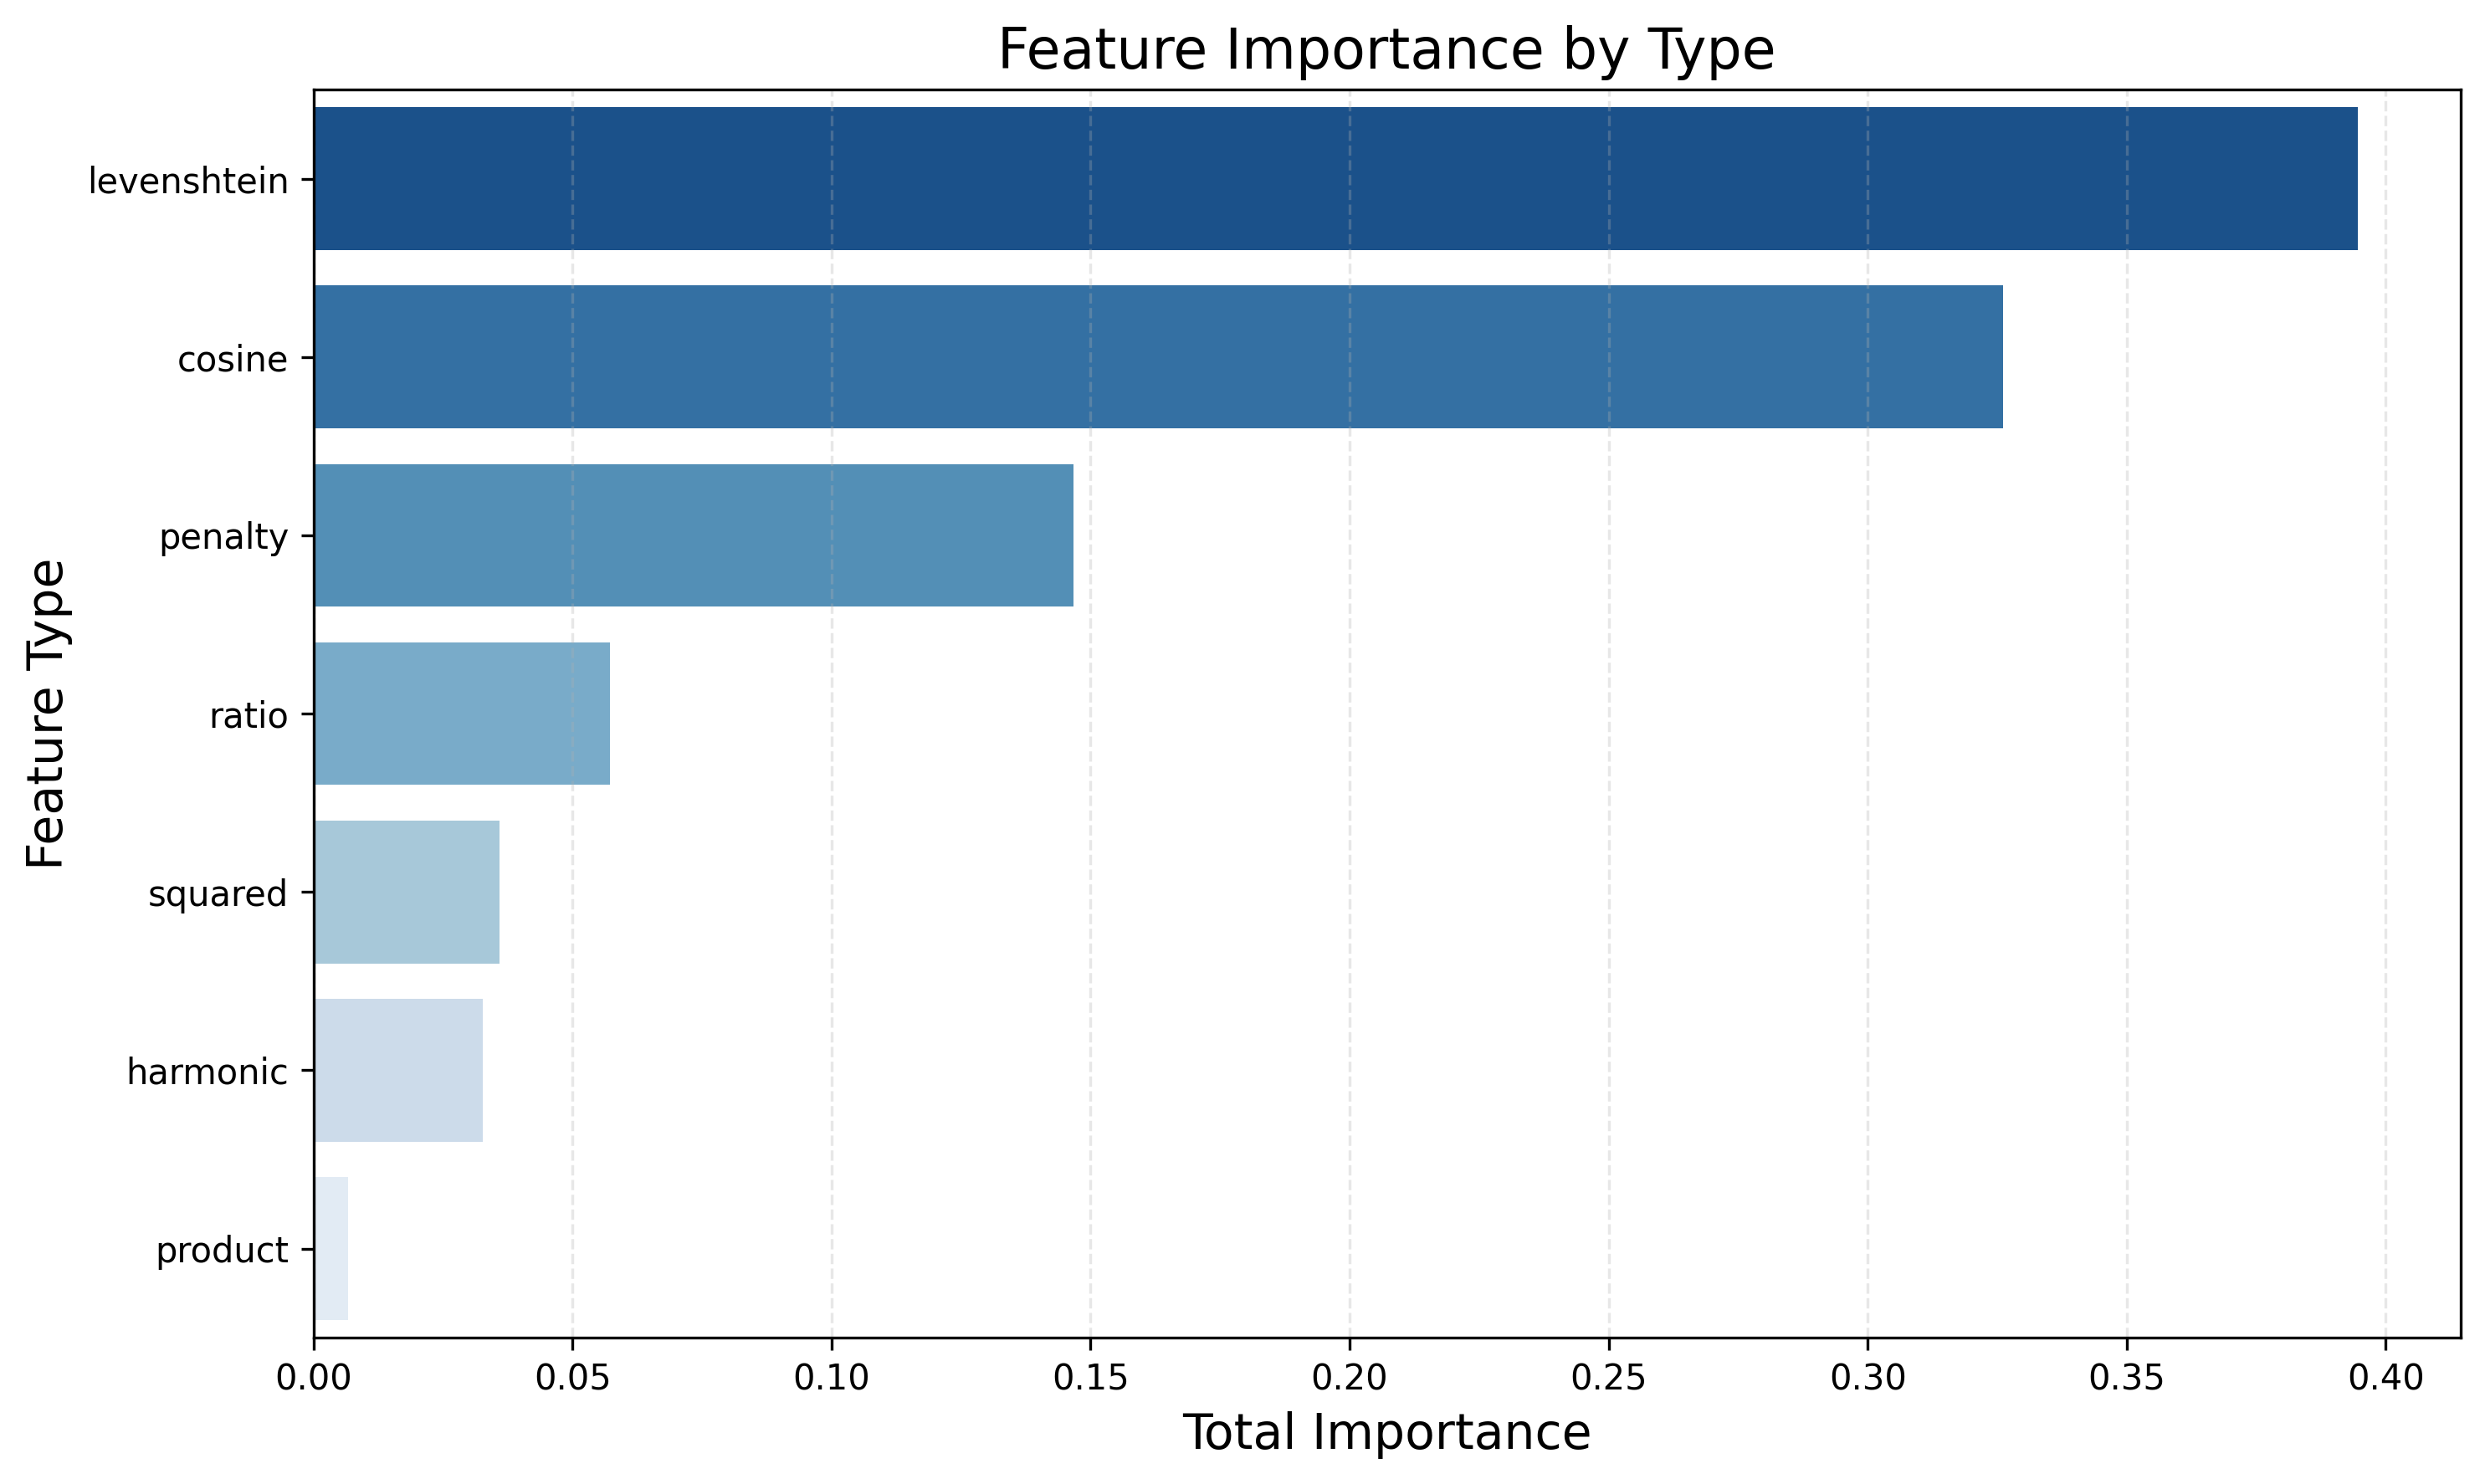 Feature Importance by Type
levenshtein
cosine
penalty
ratio
squared
harmonic
product
Feature Type
0.00 0.05 0.10 0.15 0.20 0.25 0.30 0.35 0.40
Total Importance